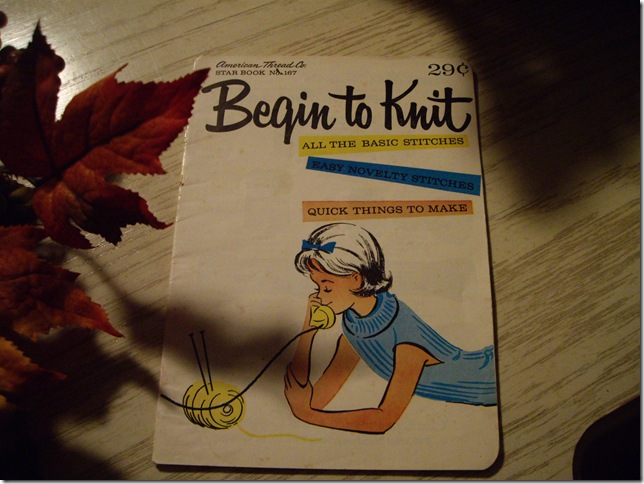 American Thread Co.
STAR BOOK No.167
29¢
Begin to Knit
ALL THE BASIC STITCHES
EASY NOVELTY STITCHES
QUICK THINGS TO MAKE